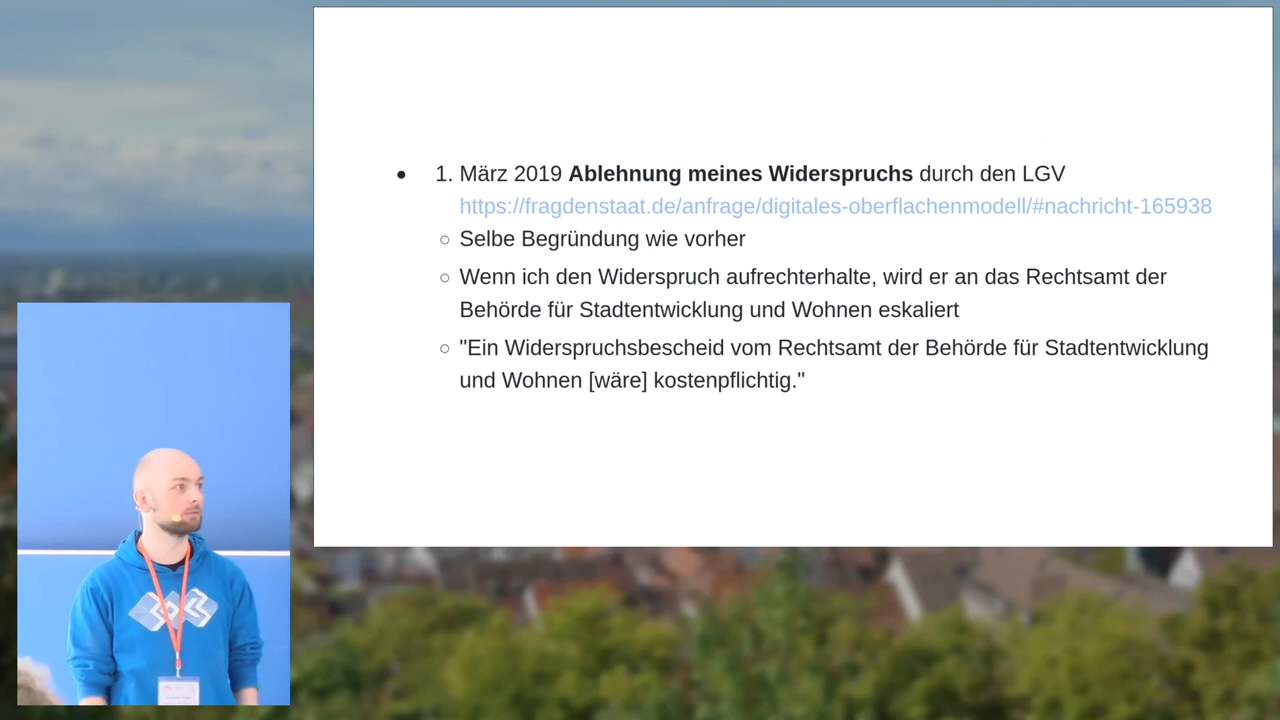 1. März 2019 Ablehnung meines Widerspruchs durch den LGV
https://fragdenstaat.de/anfrage/digitales-oberflachenmodell/#nachricht-165938
Selbe Begründung wie vorher
Wenn ich den Widerspruch aufrechterhalte, wird er an das Rechtsamt der
Behörde für Stadtentwicklung und Wohnen eskaliert
"Ein Widerspruchsbescheid vom Rechtsamt der Behörde für Stadtentwicklung
und Wohnen [wäre] kostenpflichtig."